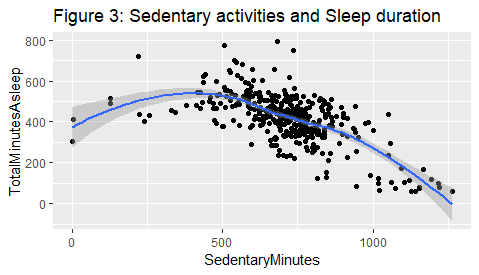 Figure 3: Sedentary activities and Sleep duration
800
600
400
200
0
TotalMinutesAsleep
0
500
1000
SedentaryMinutes